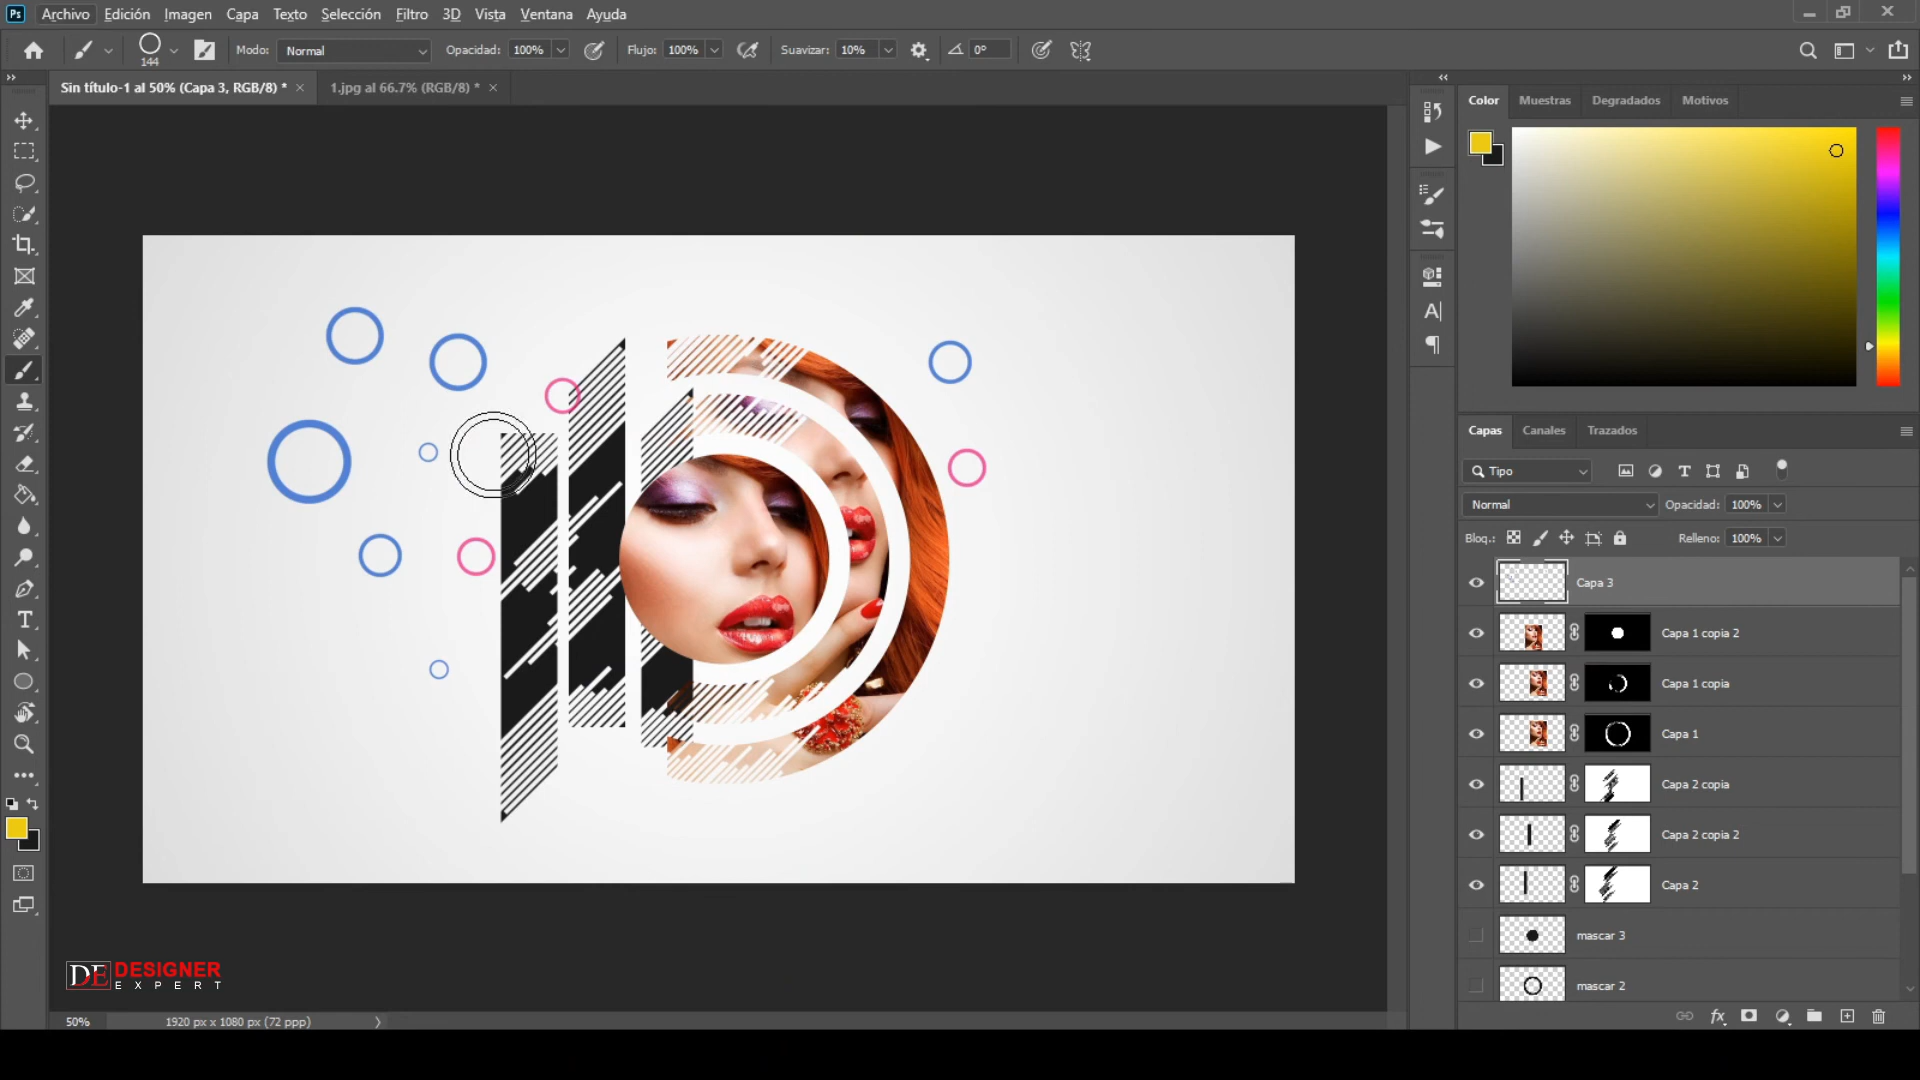 Ps Archivo Edición Imagen Capa Texto Selección Filtro 3D Vista Ventana Ayuda
144 Modo: Normal Opacidad: 100% Flujo: 100% Suavizar: 10% 0°
Sin título-1 al 50% (Capa 3, RGB/8) * × 1.jpg al 66.7% (RGB/8) * ×
Color Muestras Degradados Motivos
Capas Canales Trazados
Tipo
Normal Opacidad: 100%
Bloq.: Relleno: 100%
Capa 3
Capa 1 copia 2
Capa 1 copia
Capa 1
Capa 2 copia
Capa 2 copia 2
Capa 2
mascar 3
mascar 2
DE DESIGNER
EXPERT
50% 1920 px x 1080 px (72 ppp)